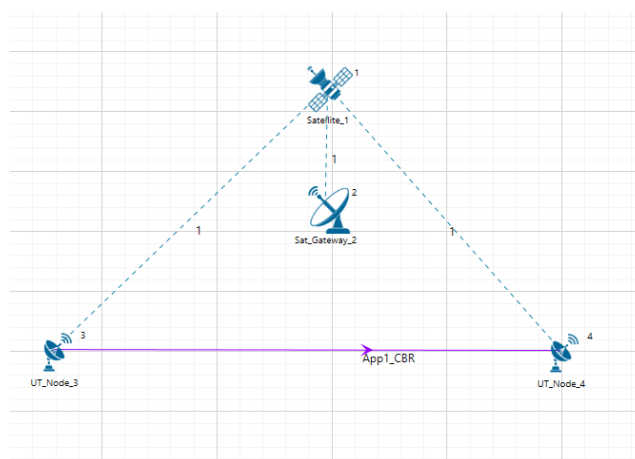 1
Satellite_1
1
2
Sat_Gateway_2
1
1
3
4
App1_CBR
UT_Node_3
UT_Node_4